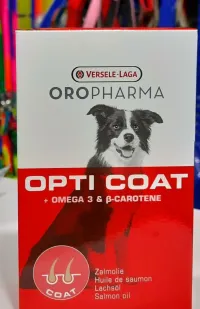 VERSELE-LAGA
OROPHARMA
OPTI COAT
+ OMEGA 3 & β-CAROTENE
COAT
Zalmolie
Huile de saumon
Lachsöl
Salmon oil